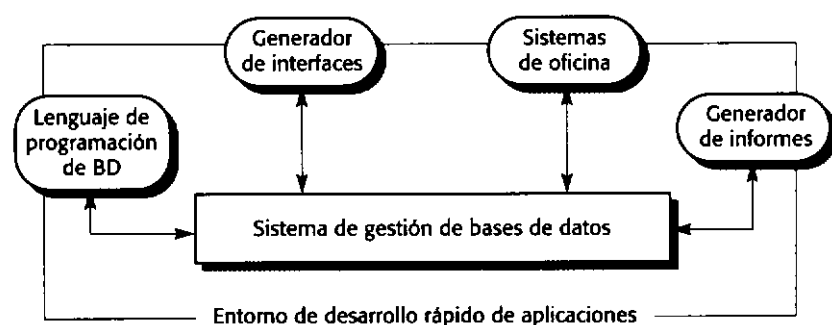 Generador
de interfaces
Sistemas
de oficina
Lenguaje de
programación
de BD
Generador
de informes
Sistema de gestión de bases de datos
Entorno de desarrollo rápido de aplicaciones